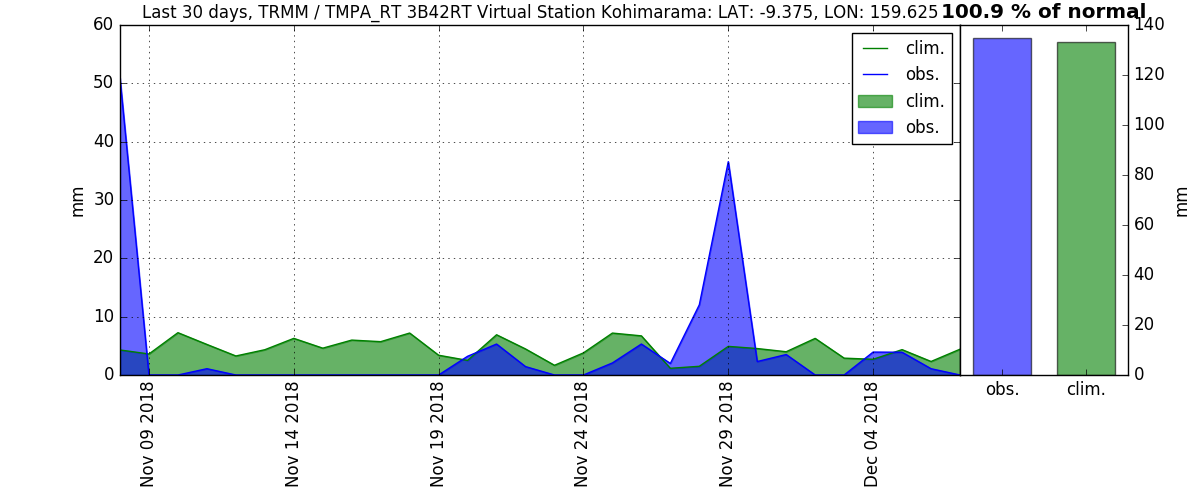 Last 30 days, TRMM / TMPA_RT 3B42RT Virtual Station Kohimarama: LAT: -9.375, LON: 159.625
100.9 % of normal
clim.
obs.
clim.
obs.
60
50
40
30
20
10
0
mm
Nov 09 2018
Nov 14 2018
Nov 19 2018
Nov 24 2018
Nov 29 2018
Dec 04 2018
140
120
100
80
60
40
20
0
mm
obs.
clim.